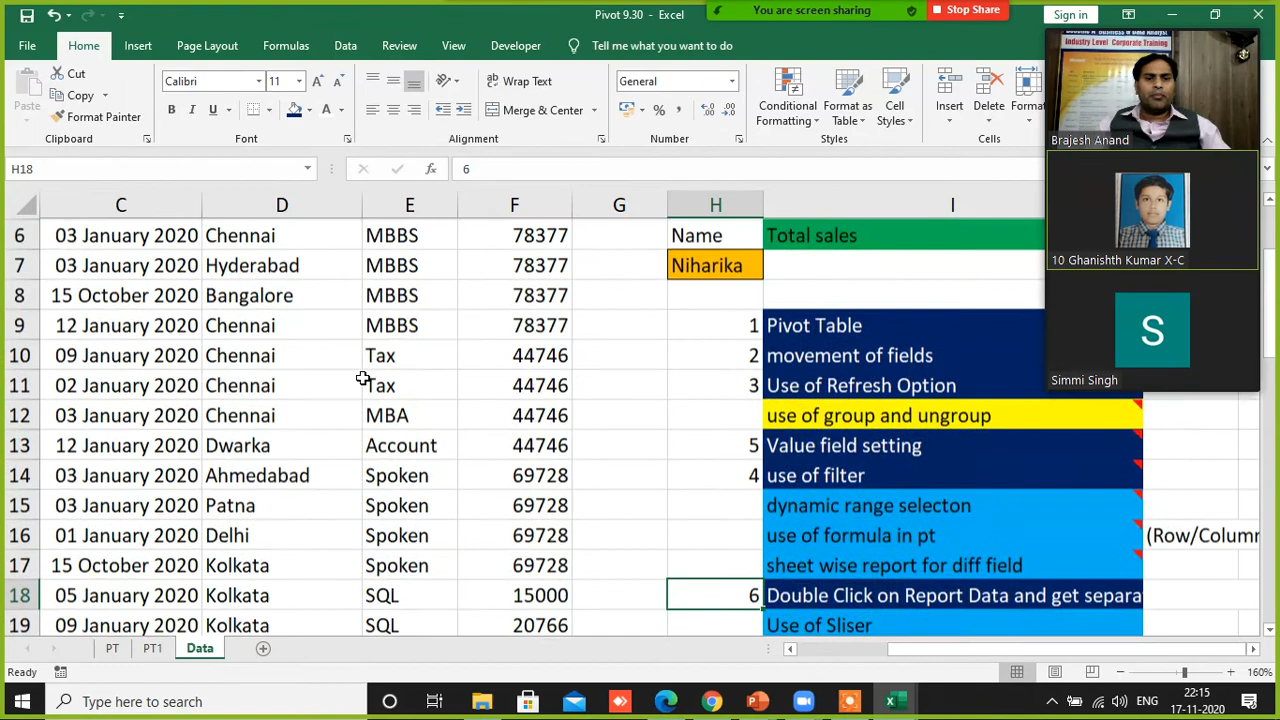 Pivot 9.30 - Excel
You are screen sharing
Stop Share
Sign in
File Home Insert Page Layout Formulas Data Review View Developer Tell me what you want to do
Cut
Copy
Format Painter
Paste
Clipboard
Calibri 11
B I U
Font
Wrap Text
Merge & Center
Alignment
General
Number
Conditional Formatting
Format as Table
Cell Styles
Styles
Insert Delete Format
Cells
Industry Level Corporate Training
Brajesh Anand
10 Ghanishth Kumar X-C
S
Simmi Singh
H18 fx 6
C D E F G H I
6 03 January 2020 Chennai MBBS 78377 Name Total sales
7 03 January 2020 Hyderabad MBBS 78377 Niharika
8 15 October 2020 Bangalore MBBS 78377
9 12 January 2020 Chennai MBBS 78377 1 Pivot Table
10 09 January 2020 Chennai Tax 44746 2 movement of fields
11 02 January 2020 Chennai Tax 44746 3 Use of Refresh Option
12 03 January 2020 Chennai MBA 44746 use of group and ungroup
13 12 January 2020 Dwarka Account 44746 5 Value field setting
14 03 January 2020 Ahmedabad Spoken 69728 4 use of filter
15 03 January 2020 Patna Spoken 69728 dynamic range selecton
16 01 January 2020 Delhi Spoken 69728 use of formula in pt (Row/Column
17 15 October 2020 Kolkata Spoken 69728 sheet wise report for diff field
18 05 January 2020 Kolkata SQL 15000 6 Double Click on Report Data and get separa
19 09 January 2020 Kolkata SQL 20766 Use of Sliser
PT PT1 Data
Ready 160%
Type here to search
ENG
22:15
17-11-2020